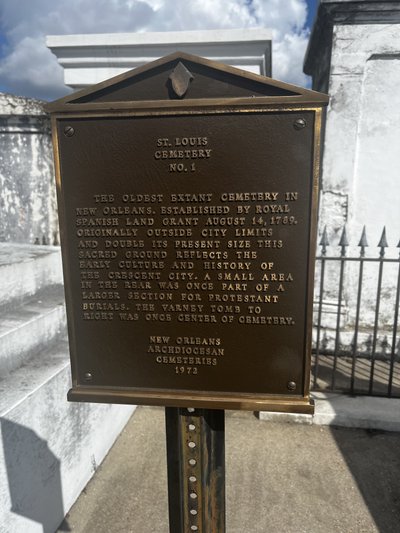 ST. LOUIS
CEMETERY
NO. 1
THE OLDEST EXTANT CEMETERY IN
NEW ORLEANS. ESTABLISHED BY ROYAL
SPANISH LAND GRANT AUGUST 14, 1789.
ORIGINALLY OUTSIDE CITY LIMITS
AND DOUBLE ITS PRESENT SIZE THIS
SACRED GROUND REFLECTS THE
EARLY CULTURE AND HISTORY OF
THE CRESCENT CITY. A SMALL AREA
IN THE REAR WAS ONCE PART OF A
LARGER SECTION FOR PROTESTANT
BURIALS. THE VARNEY TOMB TO
RIGHT WAS ONCE CENTER OF CEMETERY.
NEW ORLEANS
ARCHDIOCESAN
CEMETERIES
1972